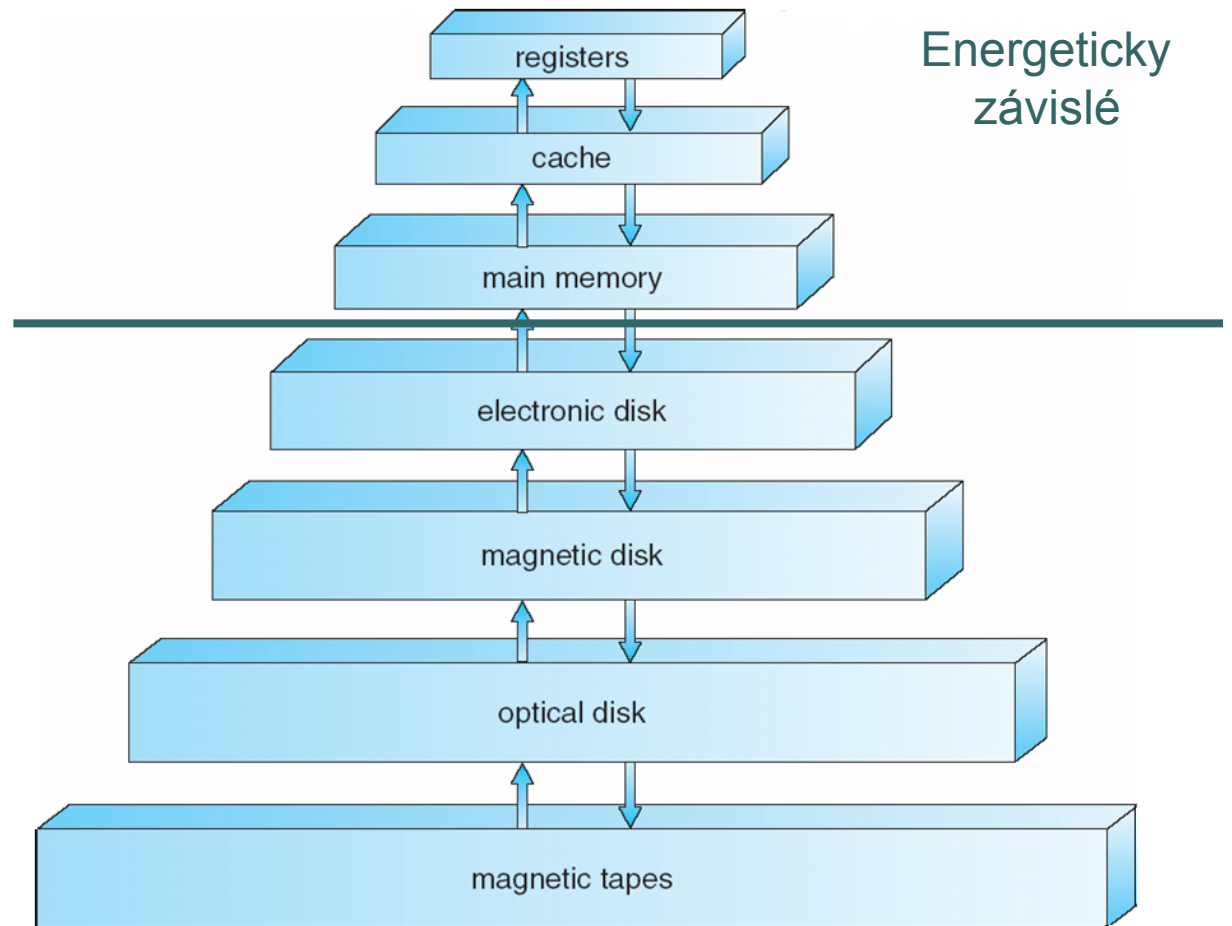 Energeticky
závislé
registers
cache
main memory
electronic disk
magnetic disk
optical disk
magnetic tapes